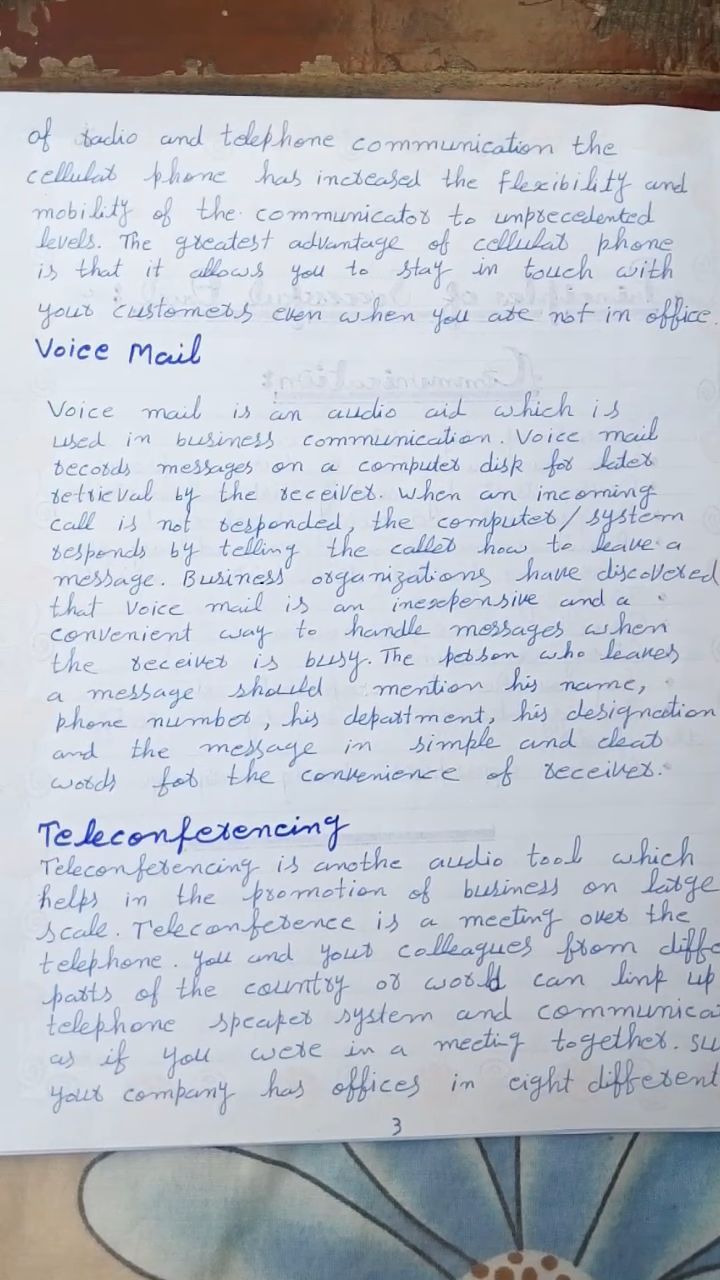 of radio and telephone communication the
cellular phone has increased the flexibility and
mobility of the communicator to unprecedented
levels. The greatest advantage of cellular phone
is that it allows you to stay in touch with
your customers even when you are not in office.
Voice Mail
Voice mail is an audio aid which is
used in business communication. Voice mail
records messages on a computer disk for later
retrieval by the receiver. When an incoming
call is not responded, the computer/system
responds by telling the caller how to leave a
message. Business organizations have discovered
that voice mail is an inexpensive and a
convenient way to handle messages when
the receiver is busy. The person who leaves
a message should mention his name,
phone number, his department, his designation
and the message in simple and clear
words for the convenience of receiver.
Teleconferencing
Teleconferencing is anothe audio tool which
helps in the promotion of business on large
scale. Teleconference is a meeting over the
telephone. you and your colleagues from diffe
parts of the country or world can link up
telephone speaper system and communica
as if you were in a meeting together. su
your company has offices in eight different
3